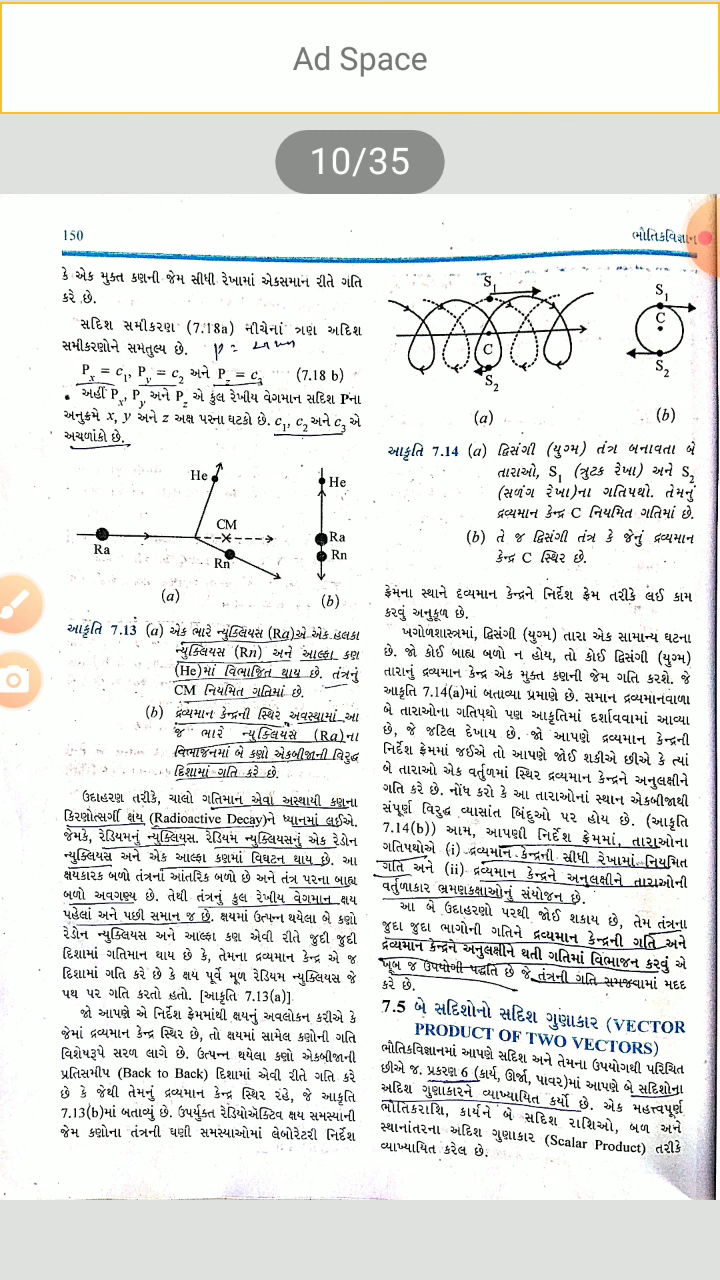 Ad Space
10/35
150
ભૌતિકવિજ્ઞાન
કે એક મુક્ત કણની જેમ સીધી રેખામાં એકસમાન રીતે ગતિ
કરે છે.
સદિશ સમીકરણ (7.18a) નીચેનાં ત્રણ અદિશ
સમીકરણોને સમતુલ્ય છે.
P =
Pₓ = c₁, Pᵧ = c₂ અને P_z = c₃ (7.18 b)
અહીં Pₓ, Pᵧ અને P_z એ કુલ રેખીય વેગમાન સદિશ Pના
અનુક્રમે x, y અને z અક્ષ પરના ઘટકો છે. c₁, c₂ અને c₃ એ
અચળાંકો છે.
He
CM
Ra
Rn
(a)
He
Ra
Rn
(b)
આકૃતિ 7.13 (a) એક ભારે ન્યુક્લિયસ (Ra)એ એક હલકા
ન્યુક્લિયસ (Rn) અને આલ્ફા કણ
(He)માં વિભાજિત થાય છે. તંત્રનું
CM નિયમિત ગતિમાં છે.
(b) દ્રવ્યમાન કેન્દ્રની સ્થિર અવસ્થામાં આ
જ ભારે ન્યુક્લિયસ (Ra)ના
વિભાજનમાં બે કણો એકબીજાની વિરુદ્ધ
દિશામાં ગતિ કરે છે.
ઉદાહરણ તરીકે, ચાલો ગતિમાન એવા અસ્થાયી કણના
કિરણોત્સર્ગી ક્ષય (Radioactive Decay)ને ધ્યાનમાં લઈએ.
જેમકે, રેડિયમનું ન્યુક્લિયસ. રેડિયમ ન્યુક્લિયસનું એક રેડોન
ન્યુક્લિયસ અને એક આલ્ફા કણમાં વિઘટન થાય છે. આ
ક્ષયકારક બળો તંત્રનાં આંતરિક બળો છે અને તંત્ર પરના બાહ્ય
બળો અવગણ્ય છે. તેથી તંત્રનું કુલ રેખીય વેગમાન ક્ષય
પહેલાં અને પછી સમાન જ છે. ક્ષયમાં ઉત્પન્ન થયેલા બે કણો
રેડોન ન્યુક્લિયસ અને આલ્ફા કણ એવી રીતે જુદી જુદી
દિશામાં ગતિમાન થાય છે કે, તેમના દ્રવ્યમાન કેન્દ્ર એ જ
દિશામાં ગતિ કરે છે કે ક્ષય પૂર્વે મૂળ રેડિયમ ન્યુક્લિયસ જે
પથ પર ગતિ કરતો હતો. [આકૃતિ 7.13(a)]
જો આપણે એ નિર્દેશ ફ્રેમમાંથી ક્ષયનું અવલોકન કરીએ કે
જેમાં દ્રવ્યમાન કેન્દ્ર સ્થિર છે, તો ક્ષયમાં સામેલ કણોની ગતિ
વિશેષરૂપે સરળ લાગે છે. ઉત્પન્ન થયેલા કણો એકબીજાની
પ્રતિસમીપ (Back to Back) દિશામાં એવી રીતે ગતિ કરે
છે કે જેથી તેમનું દ્રવ્યમાન કેન્દ્ર સ્થિર રહે, જે આકૃતિ
7.13(b)માં બતાવ્યું છે. ઉપર્યુક્ત રેડિયોઍક્ટિવ ક્ષય સમસ્યાની
જેમ કણોના તંત્રની ઘણી સમસ્યાઓમાં લેબોરેટરી નિર્દેશ
S₁
C
S₂
(a)
S₁
C
S₂
(b)
આકૃતિ 7.14 (a) દ્વિસંગી (યુગ્મ) તંત્ર બનાવતા બે
તારાઓ, S₁ (ત્રુટક રેખા) અને S₂
(સળંગ રેખા)ના ગતિપથો. તેમનું
દ્રવ્યમાન કેન્દ્ર C નિયમિત ગતિમાં છે.
(b) તે જ દ્વિસંગી તંત્ર કે જેનું દ્રવ્યમાન
કેન્દ્ર C સ્થિર છે.
ફ્રેમના સ્થાને દવ્યમાન કેન્દ્રને નિર્દેશ ફ્રેમ તરીકે લઈ કામ
કરવું અનુકૂળ છે.
ખગોળશાસ્ત્રમાં, દ્વિસંગી (યુગ્મ) તારા એક સામાન્ય ઘટના
છે. જો કોઈ બાહ્ય બળો ન હોય, તો કોઈ દ્વિસંગી (યુગ્મ)
તારાનું દ્રવ્યમાન કેન્દ્ર એક મુક્ત કણની જેમ ગતિ કરશે. જે
આકૃતિ 7.14(a)માં બતાવ્યા પ્રમાણે છે. સમાન દ્રવ્યમાનવાળા
બે તારાઓના ગતિપથો પણ આકૃતિમાં દર્શાવવામાં આવ્યા
છે, જે જટિલ દેખાય છે. જો આપણે દ્રવ્યમાન કેન્દ્રની
નિર્દેશ ફ્રેમમાં જઈએ તો આપણે જોઈ શકીએ છીએ કે ત્યાં
બે તારાઓ એક વર્તુળમાં સ્થિર દ્રવ્યમાન કેન્દ્રને અનુલક્ષીને
ગતિ કરે છે. નોંધ કરો કે આ તારાઓનાં સ્થાન એકબીજાથી
સંપૂર્ણ વિરુદ્ધ વ્યાસાંત બિંદુઓ પર હોય છે. (આકૃતિ
7.14(b)) આમ, આપણી નિર્દેશ ફ્રેમમાં, તારાઓના
ગતિપથોએ (i) દ્રવ્યમાન કેન્દ્રની સીધી રેખામાં નિયમિત
ગતિ અને (ii) દ્રવ્યમાન કેન્દ્રને અનુલક્ષીને તારાઓની
વર્તુળાકાર ભ્રમણકક્ષાઓનું સંયોજન છે.
આ બે ઉદાહરણો પરથી જોઈ શકાય છે, તેમ તંત્રના
જુદા જુદા ભાગોની ગતિને દ્રવ્યમાન કેન્દ્રની ગતિ અને
દ્રવ્યમાન કેન્દ્રને અનુલક્ષીને થતી ગતિમાં વિભાજન કરવું એ
ખૂબ જ ઉપયોગી પદ્ધતિ છે જે તંત્રની ગતિ સમજવામાં મદદ
કરે છે.
7.5 બે સદિશોનો સદિશ ગુણાકાર (VECTOR
PRODUCT OF TWO VECTORS)
ભૌતિકવિજ્ઞાનમાં આપણે સદિશ અને તેમના ઉપયોગથી પરિચિત
છીએ જ. પ્રકરણ 6 (કાર્ય, ઊર્જા, પાવર)માં આપણે બે સદિશોના
અદિશ ગુણાકારને વ્યાખ્યાયિત કર્યો છે. એક મહત્ત્વપૂર્ણ
ભૌતિકરાશિ, કાર્યને બે સદિશ રાશિઓ, બળ અને
સ્થાનાંતરના અદિશ ગુણાકાર (Scalar Product) તરીકે
વ્યાખ્યાયિત કરેલ છે.